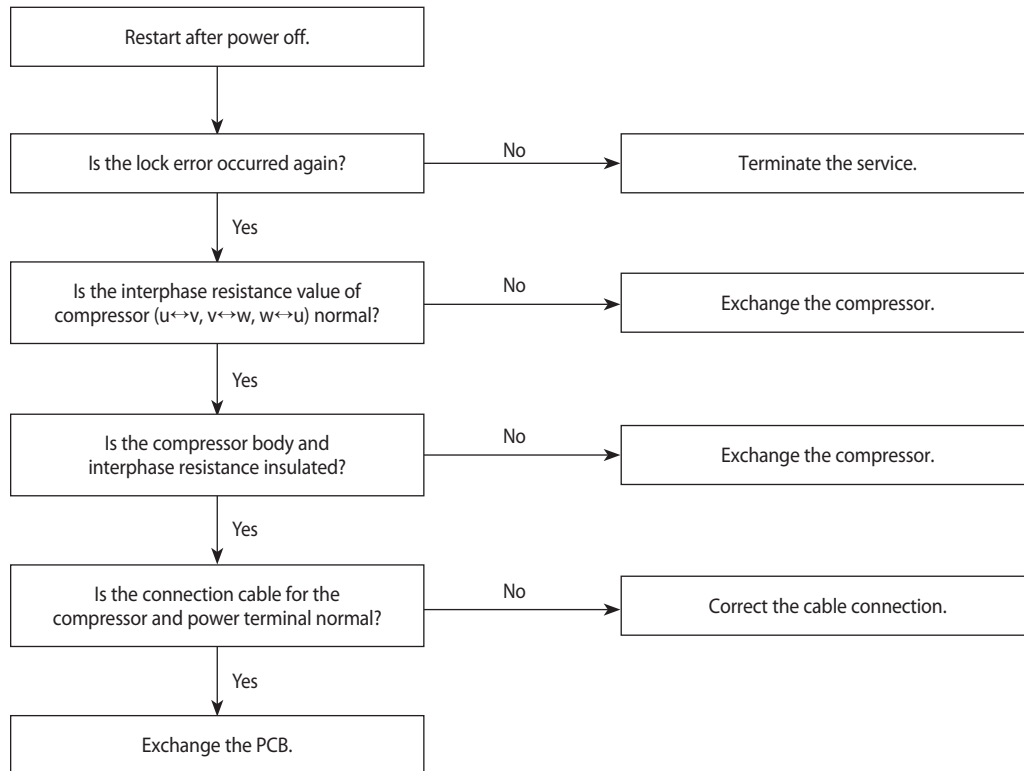 Restart after power off.
Is the lock error occurred again?
No
Terminate the service.
Yes
Is the interphase resistance value of
compressor (u↔v, v↔w, w↔u) normal?
No
Exchange the compressor.
Yes
Is the compressor body and
interphase resistance insulated?
No
Exchange the compressor.
Yes
Is the connection cable for the
compressor and power terminal normal?
No
Correct the cable connection.
Yes
Exchange the PCB.